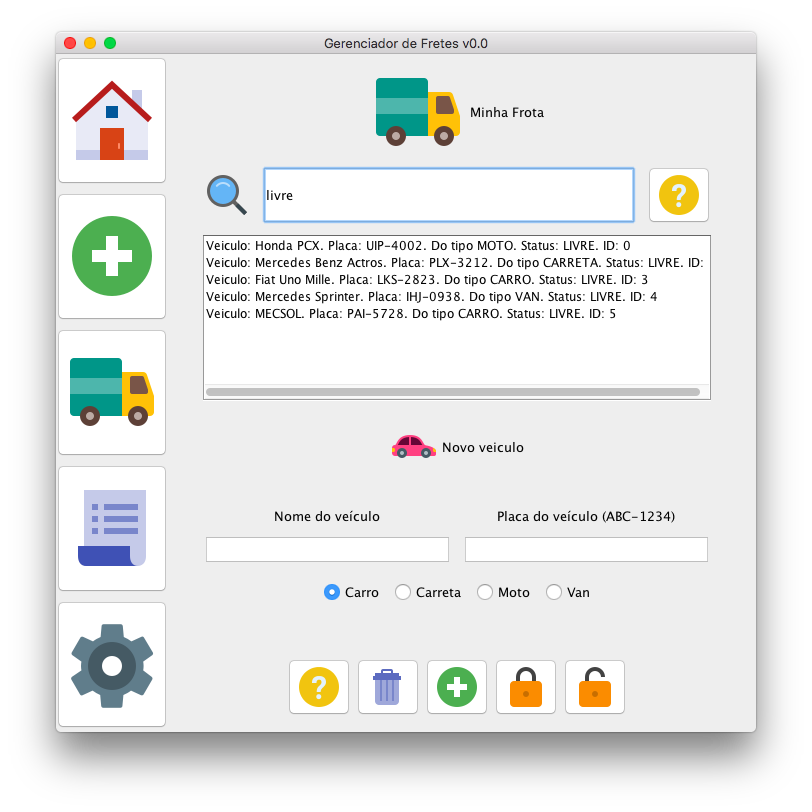 Gerenciador de Fretes v0.0
Minha Frota
livre
Veiculo: Honda PCX. Placa: UIP-4002. Do tipo MOTO. Status: LIVRE. ID: 0
Veiculo: Mercedes Benz Actros. Placa: PLX-3212. Do tipo CARRETA. Status: LIVRE. ID:
Veiculo: Fiat Uno Mille. Placa: LKS-2823. Do tipo CARRO. Status: LIVRE. ID: 3
Veiculo: Mercedes Sprinter. Placa: IHJ-0938. Do tipo VAN. Status: LIVRE. ID: 4
Veiculo: MECSOL. Placa: PAI-5728. Do tipo CARRO. Status: LIVRE. ID: 5
Novo veiculo
Nome do veículo Placa do veículo (ABC-1234)
Carro Carreta Moto Van